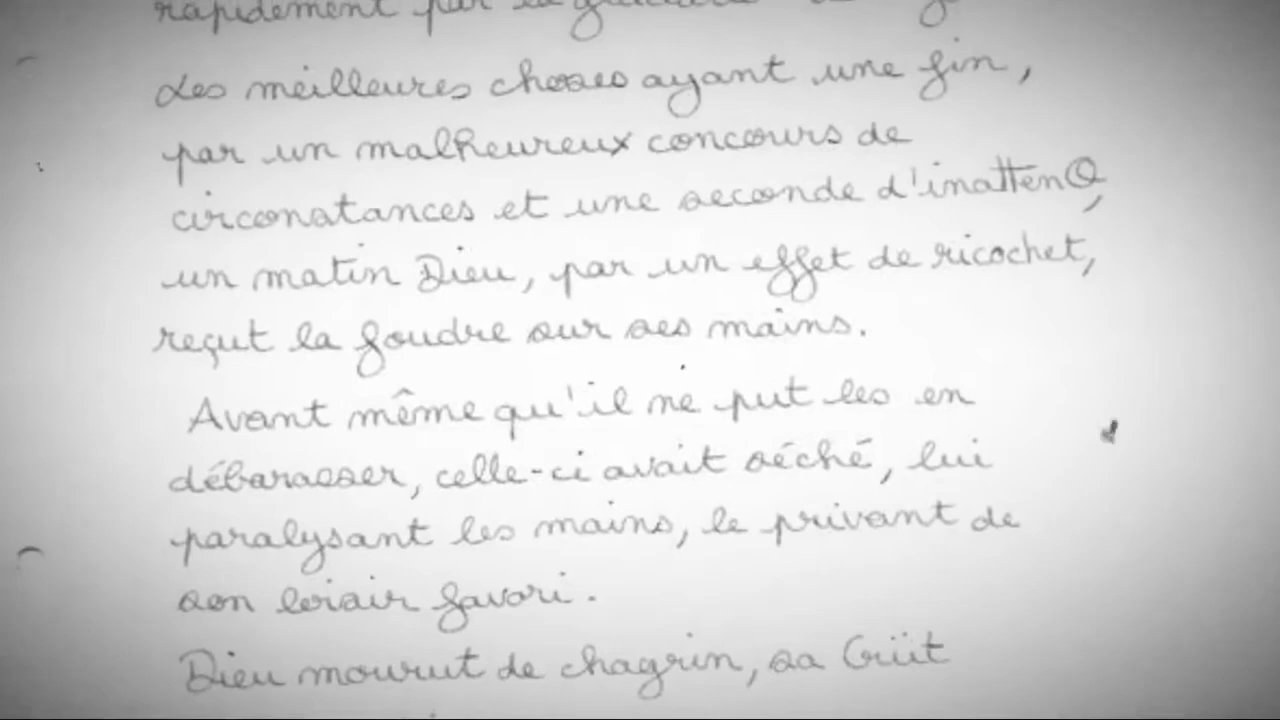 rapidement par la
Les meilleures choses ayant une fin,
par un malheureux concours de
circonstances et une seconde d'inatten©,
un matin Dieu, par un effet de ricochet,
reçut la foudre sur ses mains.
Avant même qu'il ne put les en
débarasser, celle-ci avait séché, lui
paralysant les mains, le privant de
son loisir favori.
Dieu mourut de chagrin, sa